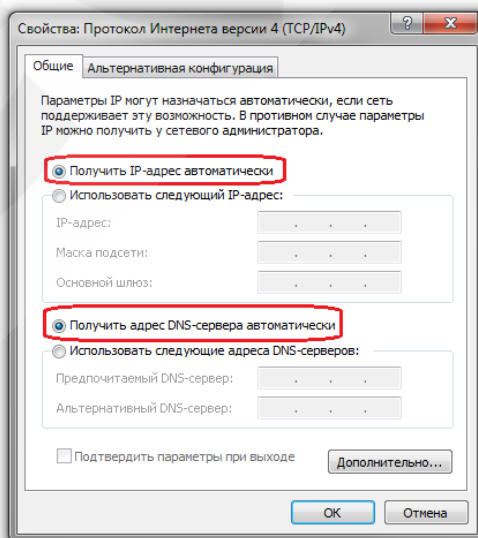 Свойства: Протокол Интернета версии 4 (TCP/IPv4)
Общие
Альтернативная конфигурация
Параметры IP могут назначаться автоматически, если сеть
поддерживает эту возможность. В противном случае параметры
IP можно получить у сетевого администратора.
Получить IP-адрес автоматически
Использовать следующий IP-адрес:
IP-адрес:
Маска подсети:
Основной шлюз:
Получить адрес DNS-сервера автоматически
Использовать следующие адреса DNS-серверов:
Предпочитаемый DNS-сервер:
Альтернативный DNS-сервер:
Подтвердить параметры при выходе
Дополнительно...
ОК
Отмена